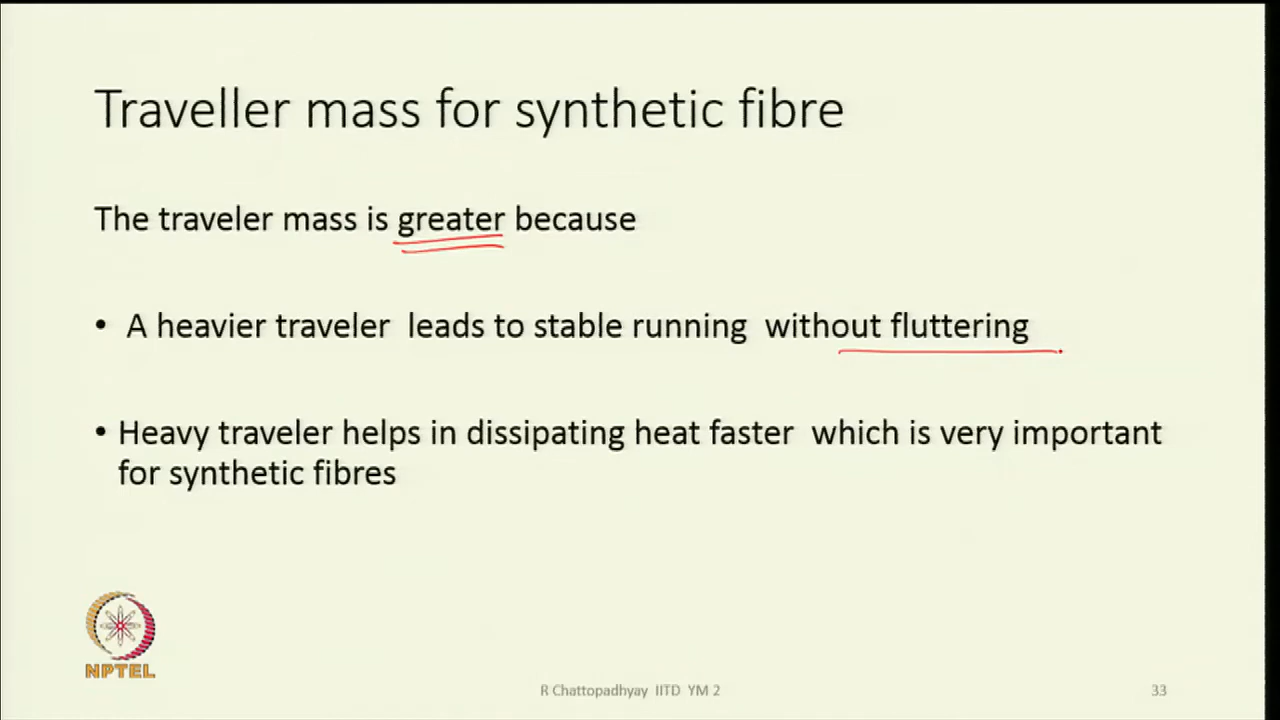 Traveller mass for synthetic fibre
The traveler mass is greater because
• A heavier traveler leads to stable running without fluttering
• Heavy traveler helps in dissipating heat faster which is very important
for synthetic fibres
NPTEL
R Chattopadhyay IITD YM 2
33